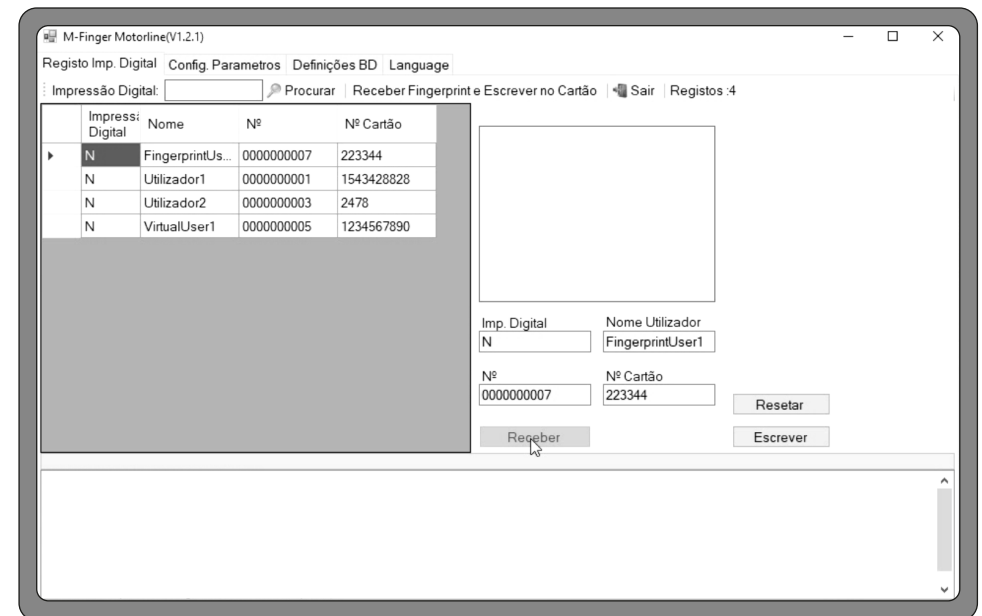 M-Finger Motorline(V1.2.1)
Registo Imp. Digital Config. Parametros Definições BD Language
Impressão Digital: Procurar Receber Fingerprint e Escrever no Cartão Sair Registos :4
Impressã Digital Nome Nº Nº Cartão
N FingerprintUs... 0000000007 223344
N Utilizador1 0000000001 1543428828
N Utilizador2 0000000003 2478
N VirtualUser1 0000000005 1234567890
Imp. Digital Nome Utilizador
N FingerprintUser1
Nº Nº Cartão
0000000007 223344
Resetar
Receber Escrever